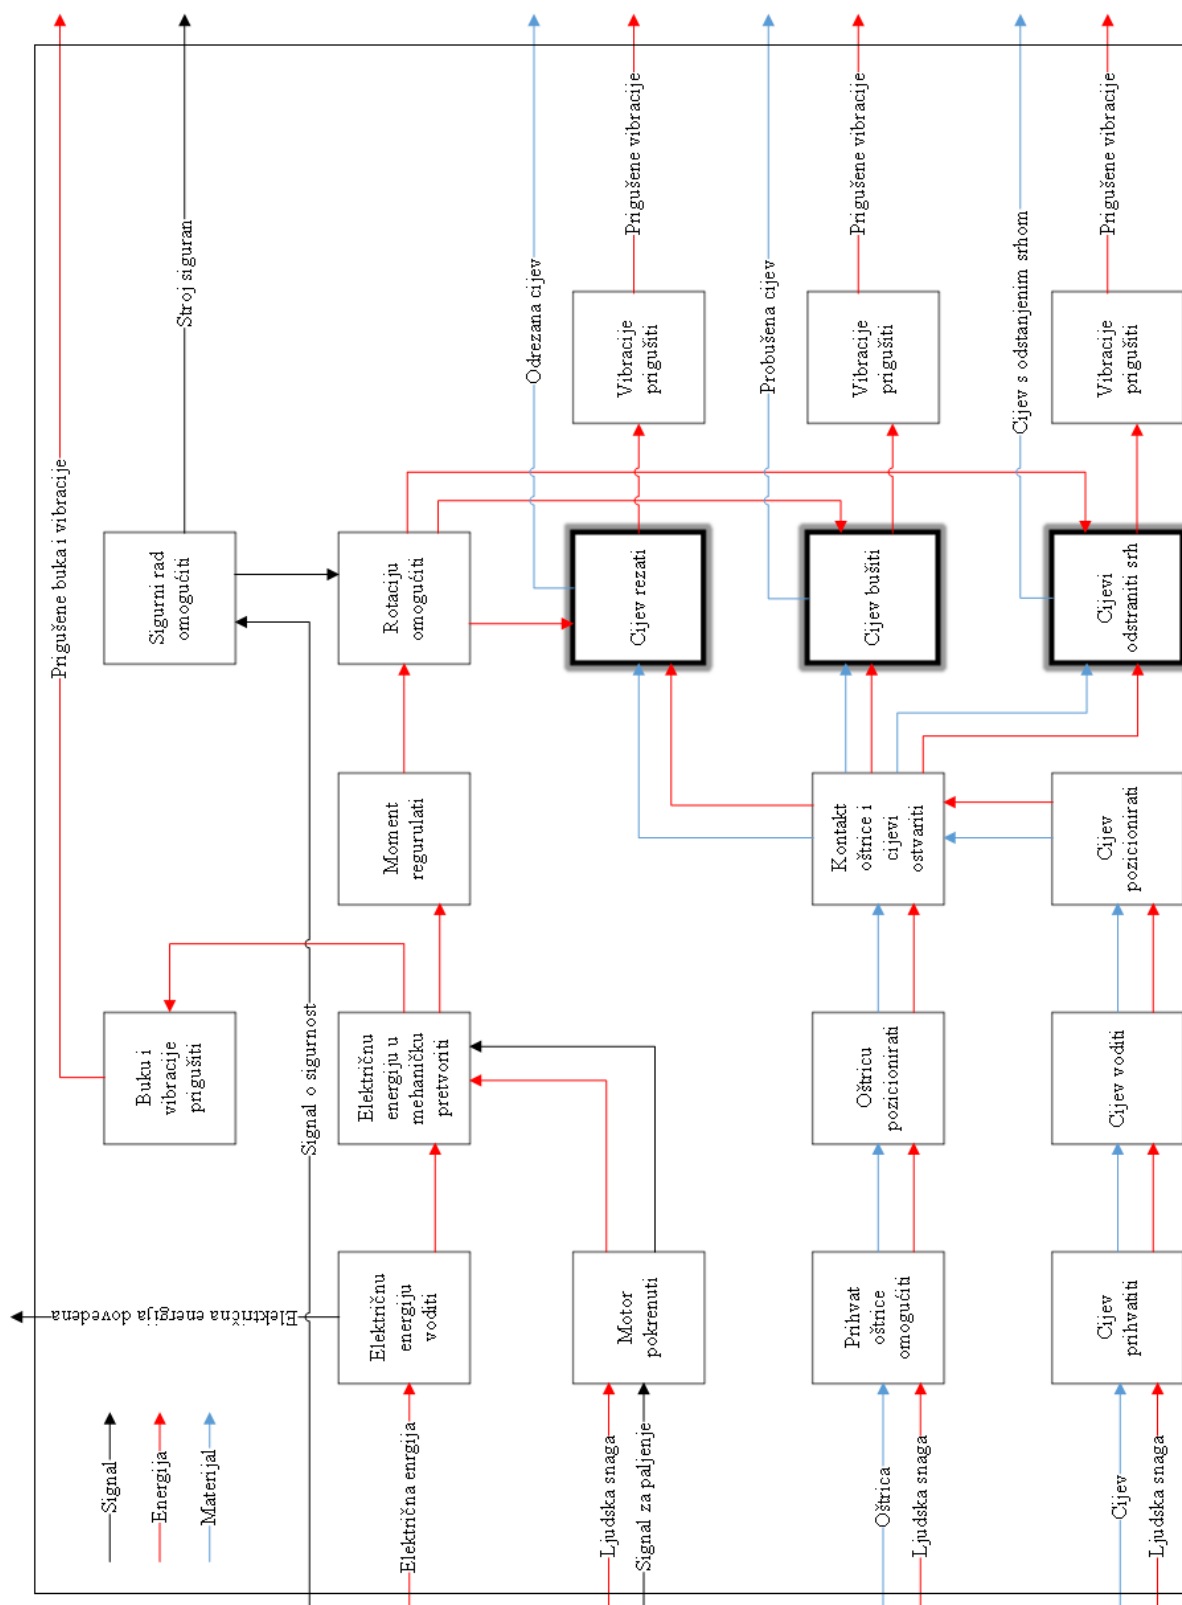 Signal
Energija
Materijal
Prigušene buka i vibracije
Stroj siguran
Odrezana cijev
Prigušene vibracije
Probušena cijev
Prigušene vibracije
Cijev s odstanjenim srhom
Prigušene vibracije
Buku i
vibracije
prigušiti
Sigurni rad
omogućiti
Signal o sigurnost
Električna energija dovedena
Električna enrgija
Električnu
energiju
voditi
Električnu
energiju u
mehaničku
pretvoriti
Moment
regurulati
Rotaciju
omogućiti
Ljudska snaga
Signal za paljenje
Motor
pokrenuti
Cijev rezati
Vibracije
prigušiti
Oštrica
Ljudska snaga
Prihvat
oštrice
omogućiti
Oštricu
pozicionirati
Kontakt
oštrice i
cijevi
ostvariti
Cijev bušiti
Vibracije
prigušiti
Cijev
Ljudska snaga
Cijev
prihvatiti
Cijev voditi
Cijev
pozicionirati
Cijevi
odstraniti srh
Vibracije
prigušiti